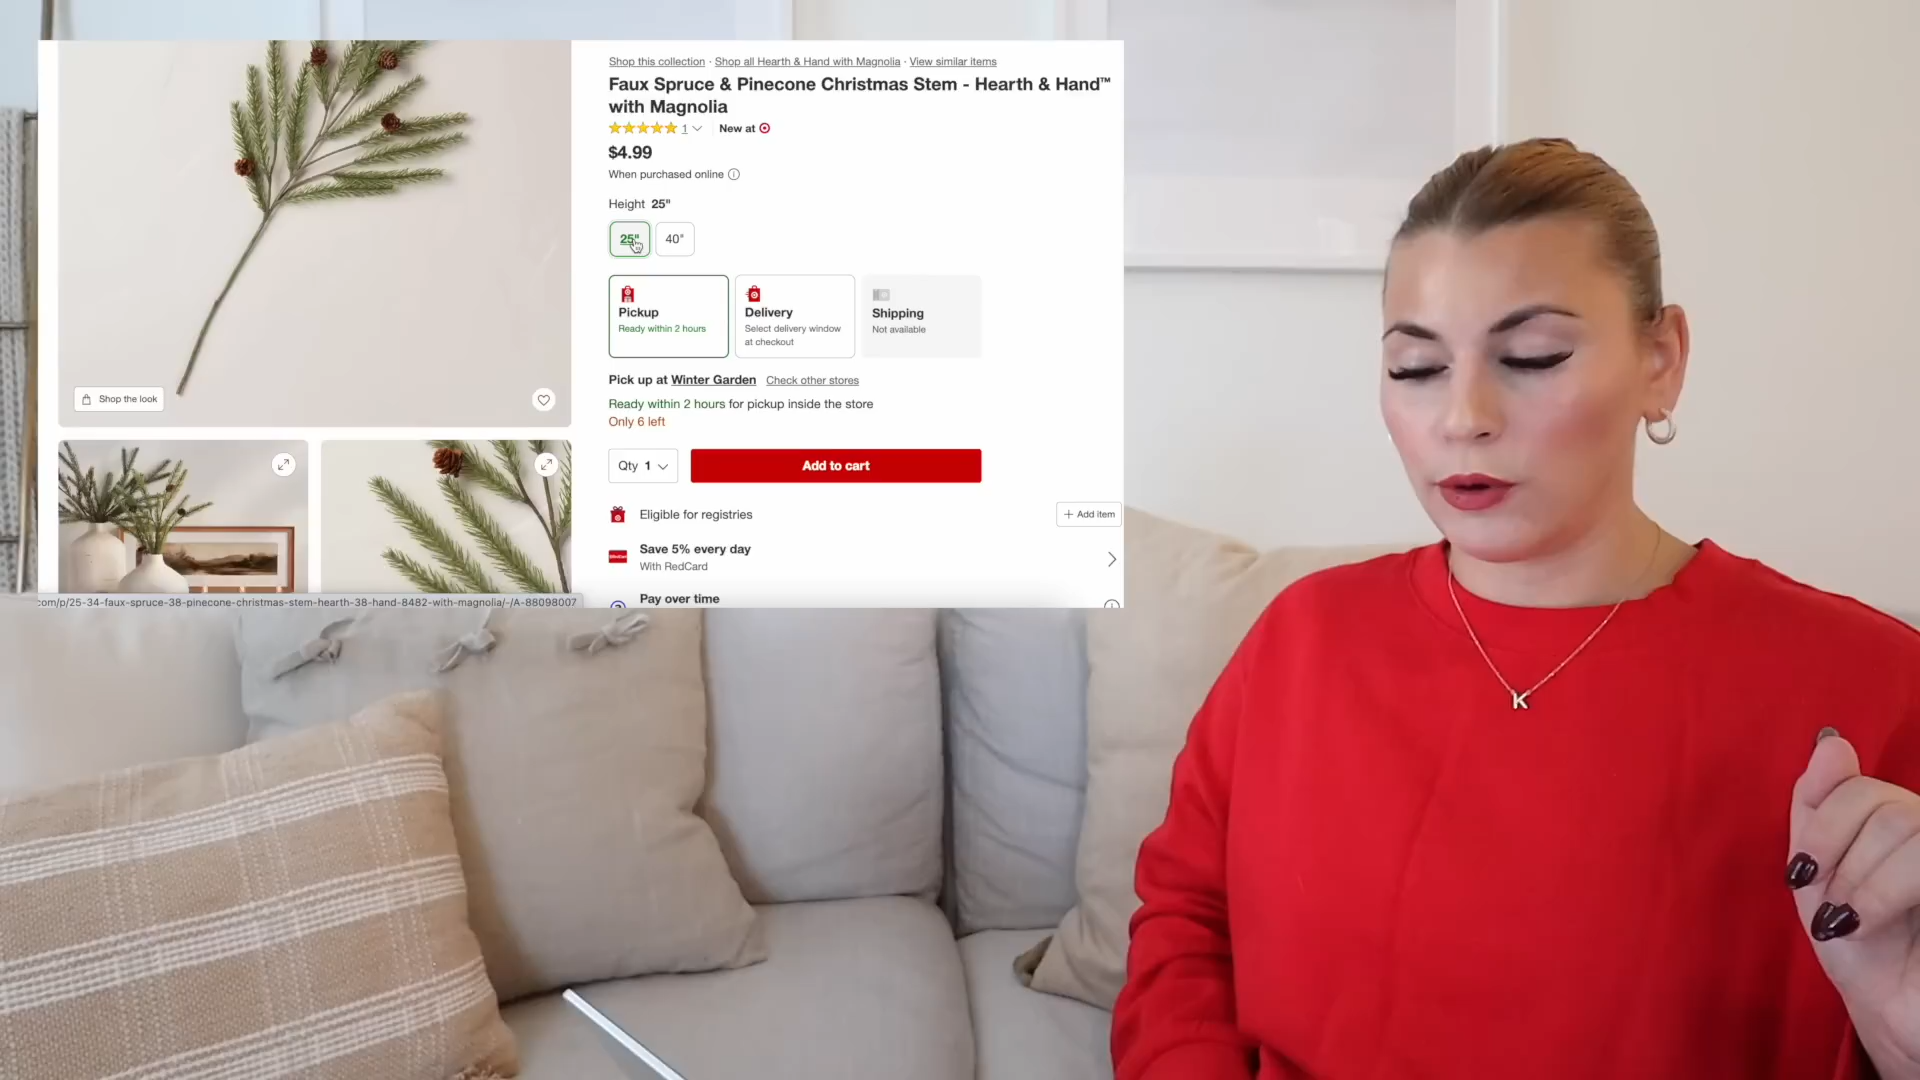 Shop this collection · Shop all Hearth & Hand with Magnolia · View similar items
Faux Spruce & Pinecone Christmas Stem - Hearth & Hand™
with Magnolia
1
New at
$4.99
When purchased online
Height 25"
25"
40"
Pickup
Ready within 2 hours
Delivery
Select delivery window
at checkout
Shipping
Not available
Pick up at Winter Garden Check other stores
Ready within 2 hours for pickup inside the store
Only 6 left
Shop the look
Qty 1
Add to cart
Eligible for registries
+ Add item
Save 5% every day
With RedCard
Pay over time
com/p/25-34-faux-spruce-38-pinecone-christmas-stem-hearth-38-hand-8482-with-magnolia/-/A-88098007
K